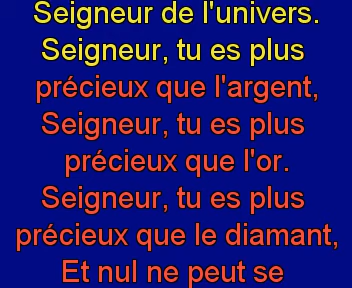 Seigneur de l'univers.
Seigneur, tu es plus
précieux que l'argent,
Seigneur, tu es plus
précieux que l'or.
Seigneur, tu es plus
précieux que le diamant,
Et nul ne peut se